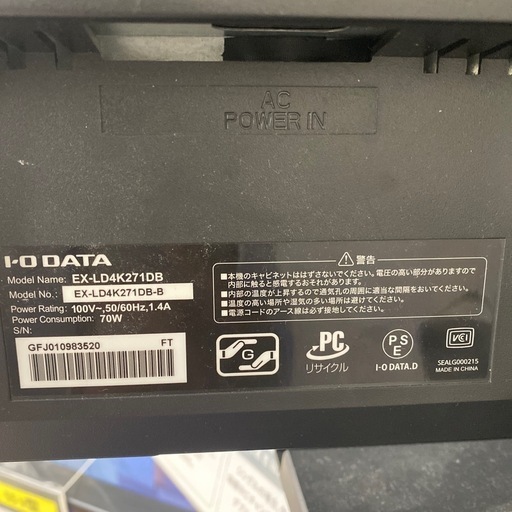 AC
POWER IN
I-O DATA
Model Name: EX-LD4K271DB
Model No.: EX-LD4K271DB-B
Power Rating: 100V~,50/60Hz,1.4A
Power Consumption: 70W
S/N:
GFJ010983520 FT
警告
■本機のキャビネットははずさないでください。電圧の高い部分がありますので
内部に触ると感電するおそれがあります。
■内部の温度が上昇するので通気孔の周囲に適当な間隔をおいてください。
■温度の高い場所や湿気の多い場所は避けてください。
■電源コードのアース線は必ず接地してください。
G
PC
リサイクル
PS
E
I-O DATA.D
VCCI
SEALG000215
MADE IN CHINA